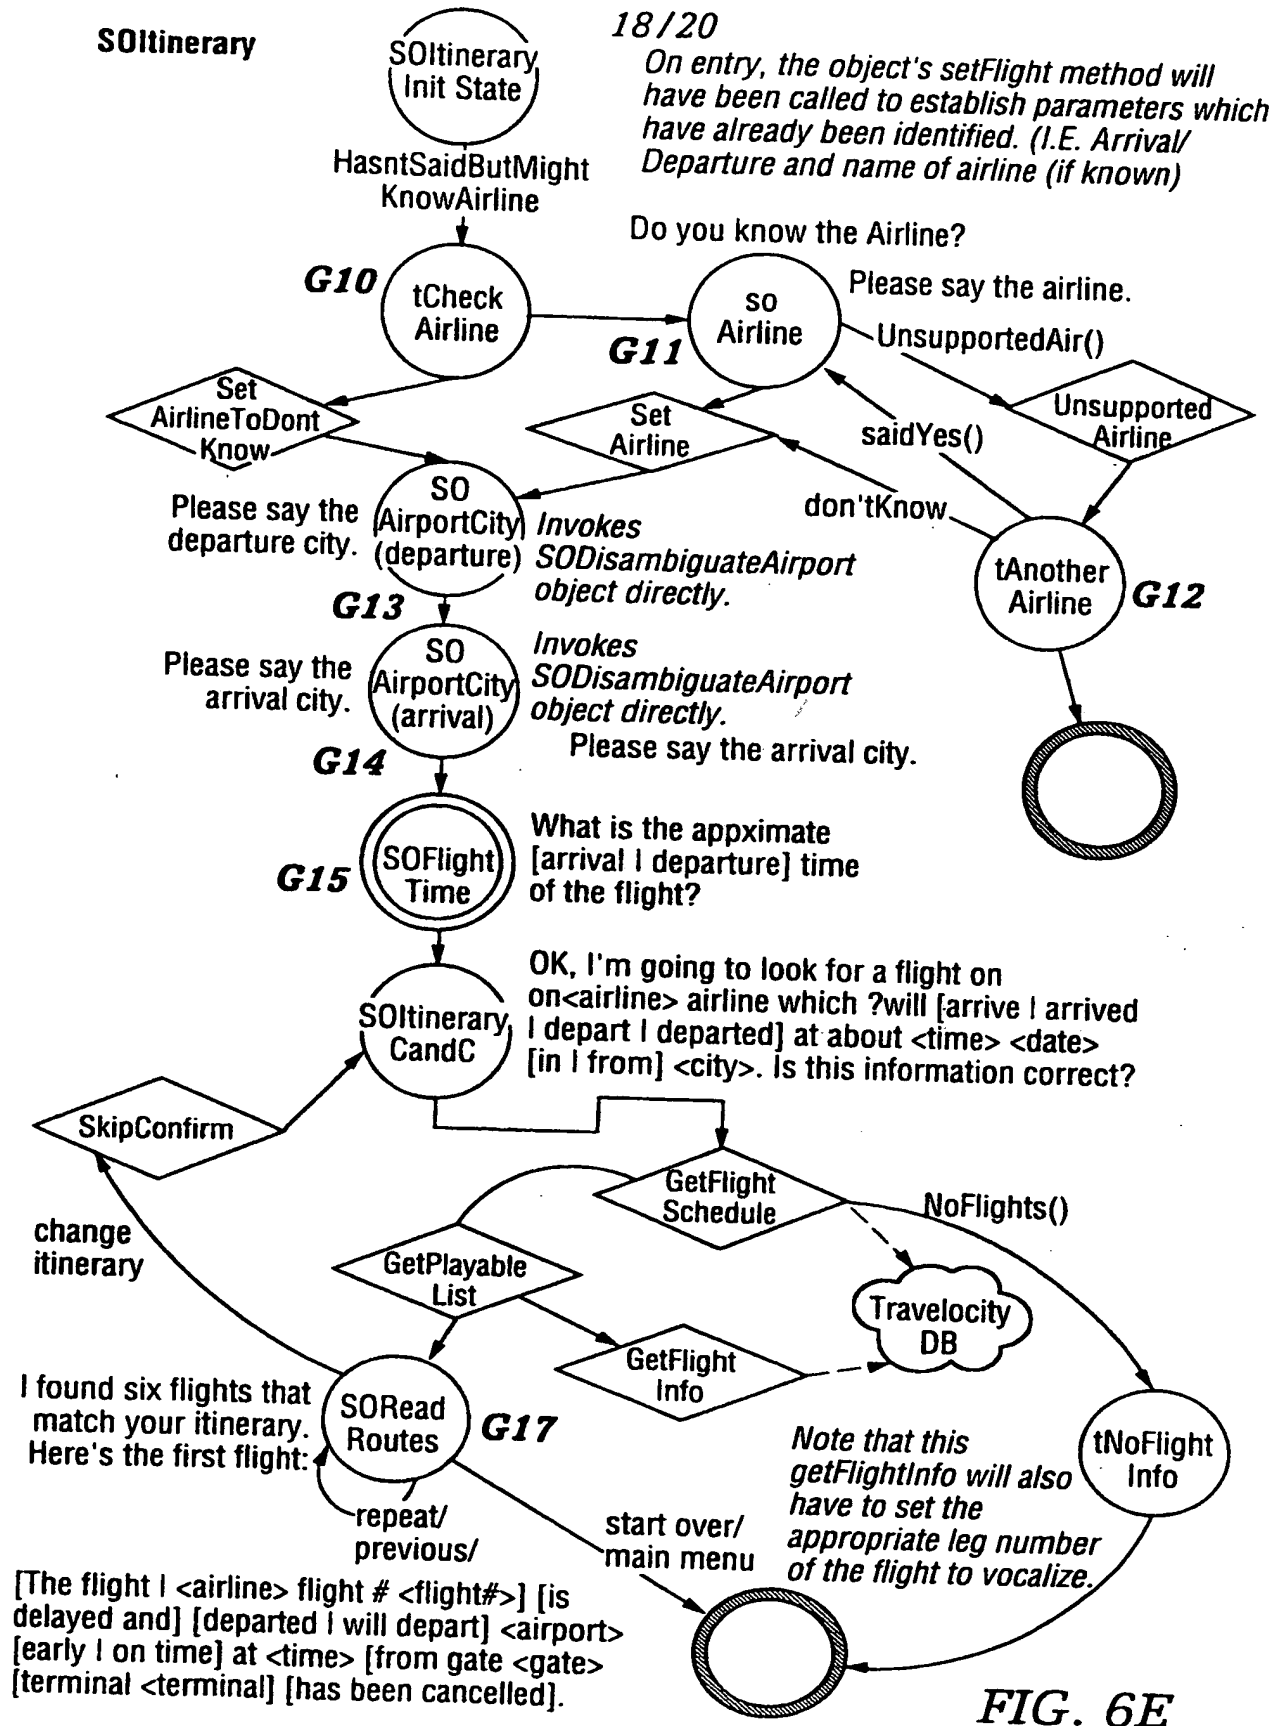 18/20
SOItinerary
SOItinerary
Init State
On entry, the object's setFlight method will
have been called to establish parameters which
have already been identified. (I.E. Arrival/
Departure and name of airline (if known)
HasntSaidButMight
KnowAirline
Do you know the Airline?
G10
tCheck
Airline
so
Airline
G11
Please say the airline.
UnsupportedAir()
Set
AirlineToDont
Know
Set
Airline
saidYes()
Unsupported
Airline
don'tKnow
Please say the
departure city.
SO
AirportCity
(departure)
Invokes
SODisambiguateAirport
object directly.
tAnother
Airline
G12
G13
Please say the
arrival city.
SO
AirportCity
(arrival)
Invokes
SODisambiguateAirport
object directly.
Please say the arrival city.
G14
G15
SOFlight
Time
What is the appximate
[arrival | departure] time
of the flight?
SOItinerary
CandC
OK, I'm going to look for a flight on
on<airline> airline which ?will [arrive | arrived
| depart | departed] at about <time> <date>
[in | from] <city>. Is this information correct?
SkipConfirm
GetFlight
Schedule
NoFlights()
change
itinerary
GetPlayable
List
Travelocity
DB
GetFlight
Info
I found six flights that
match your itinerary.
Here's the first flight:
SORead
Routes
G17
Note that this
getFlightInfo will also
have to set the
appropriate leg number
of the flight to vocalize.
tNoFlight
Info
repeat/
previous/
start over/
main menu
[The flight | <airline> flight # <flight#>] [is
delayed and] [departed | will depart] <airport>
[early | on time] at <time> [from gate <gate>
[terminal <terminal] [has been cancelled].
FIG. 6E